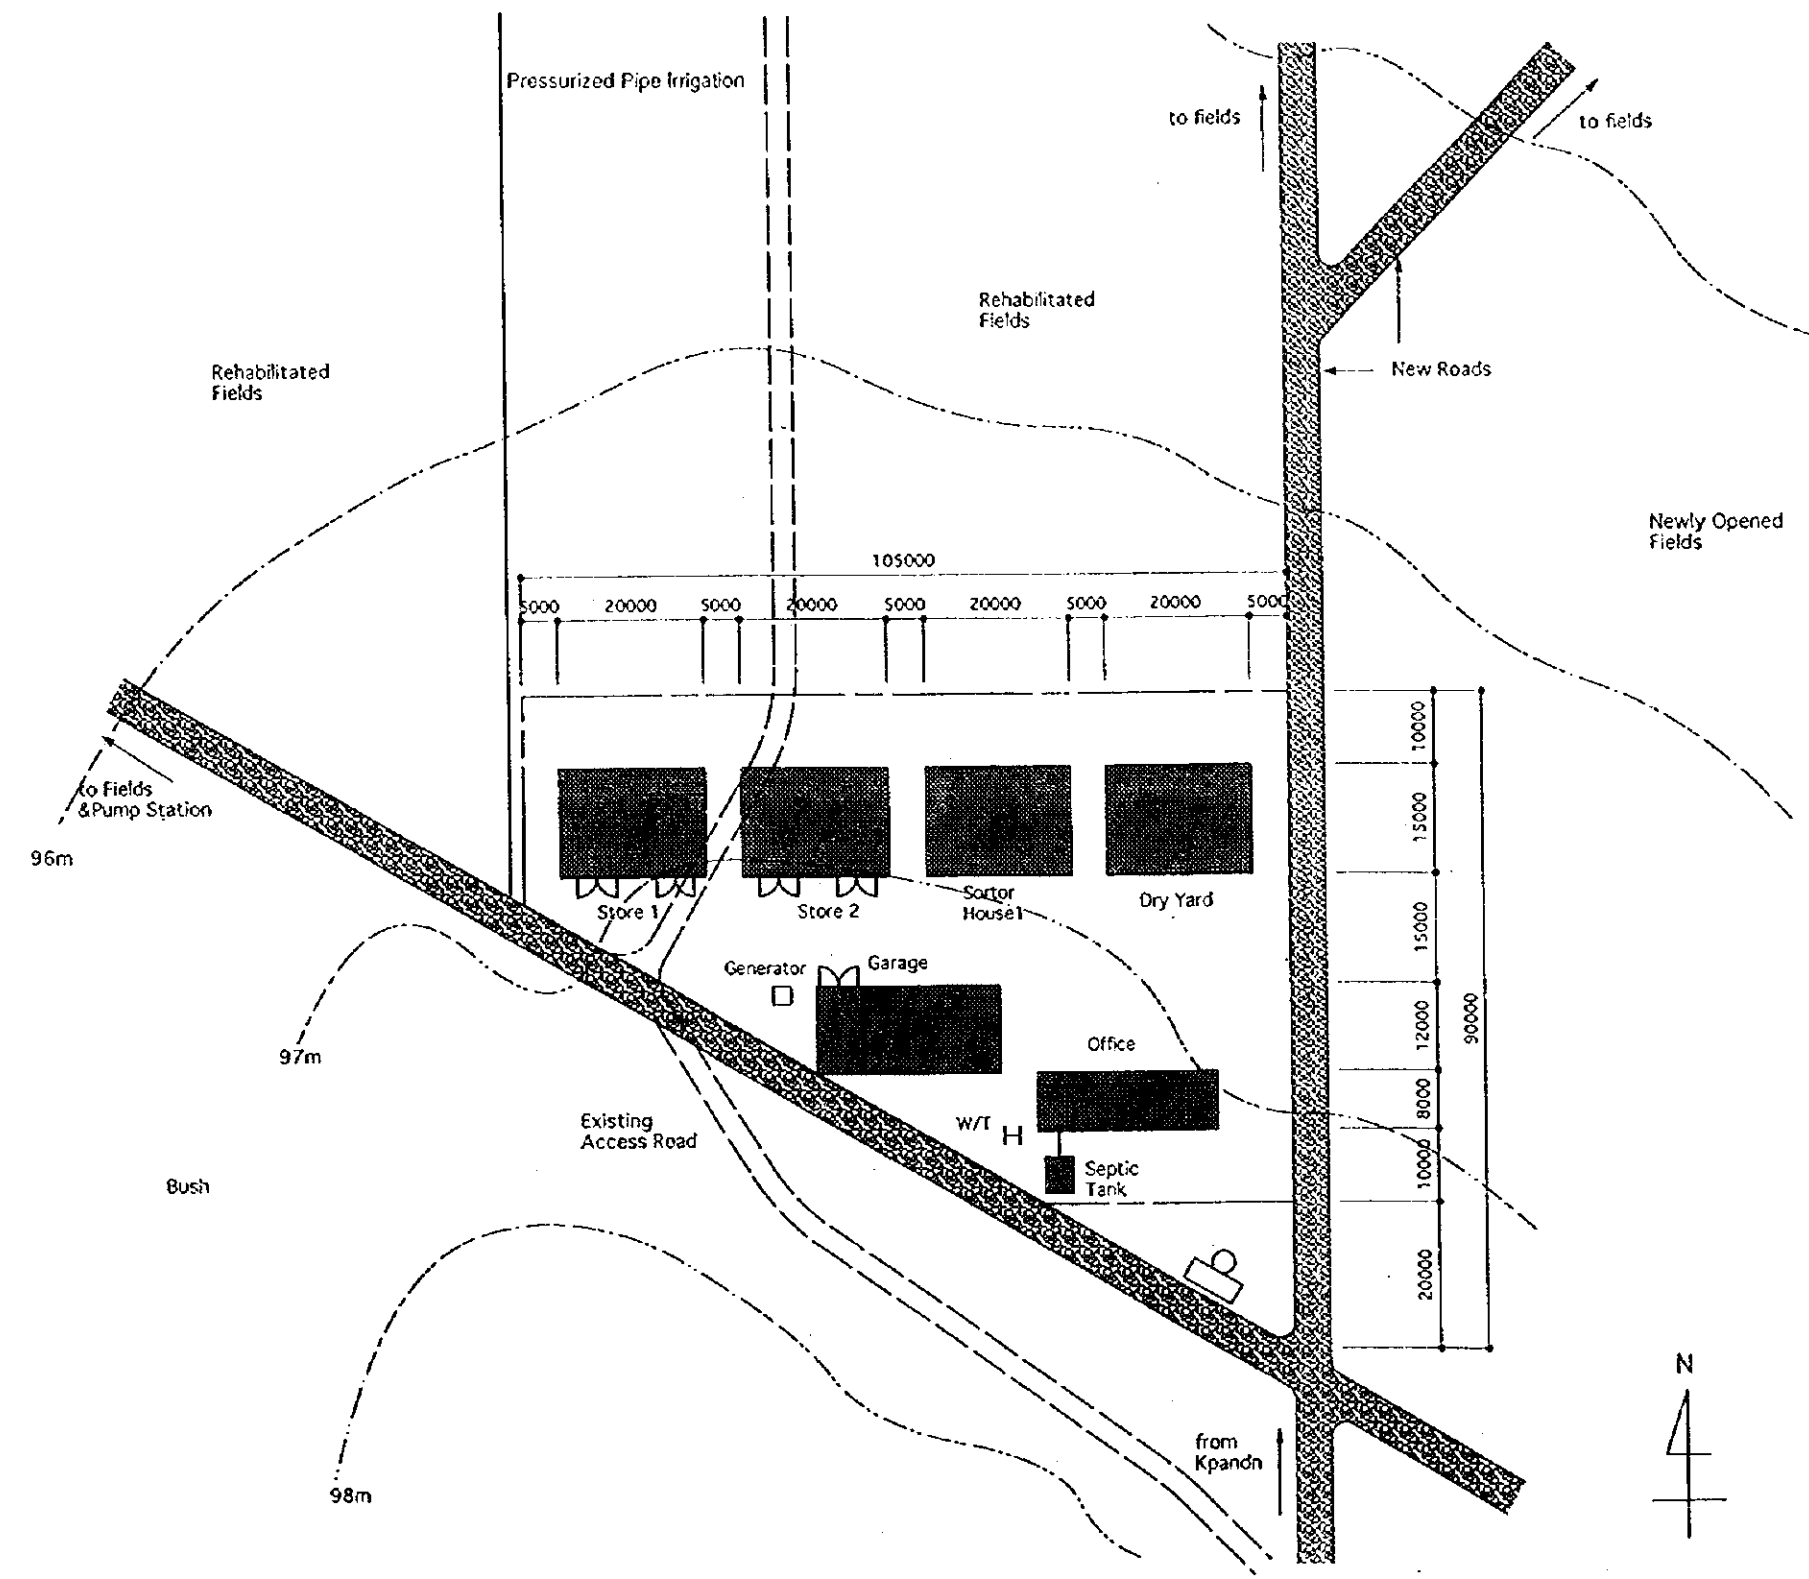 Pressurized Pipe Irrigation
to fields
to fields
Rehabilitated
Fields
Rehabilitated
Fields
New Roads
Newly Opened
Fields
105000
5000
20000
5000
20000
5000
20000
5000
20000
5000
10000
15000
15000
12000
8000
10000
20000
90000
to Fields
&Pump Station
96m
Store 1
Store 2
Sortor
House1
Dry Yard
Generator
Garage
97m
Office
Existing
Access Road
W/T
H
Septic
Tank
Bush
98m
from
Kpandn
N